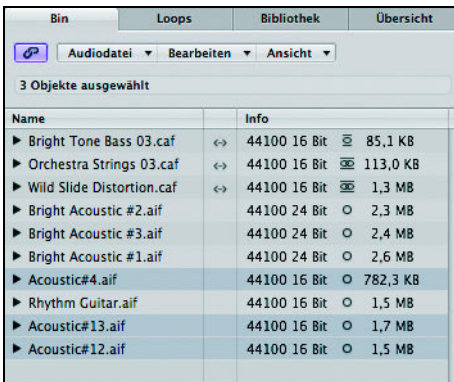 Bin Loops Bibliothek Übersicht
Audiodatei Bearbeiten Ansicht
3 Objekte ausgewählt
Name Info
Bright Tone Bass 03.caf 44100 16 Bit 85,1 KB
Orchestra Strings 03.caf 44100 16 Bit 113,0 KB
Wild Slide Distortion.caf 44100 16 Bit 1,3 MB
Bright Acoustic #2.aif 44100 24 Bit 2,3 MB
Bright Acoustic #3.aif 44100 24 Bit 2,4 MB
Bright Acoustic #1.aif 44100 24 Bit 2,6 MB
Acoustic#4.aif 44100 16 Bit 782,3 KB
Rhythm Guitar.aif 44100 16 Bit 1,5 MB
Acoustic#13.aif 44100 16 Bit 1,7 MB
Acoustic#12.aif 44100 16 Bit 1,5 MB